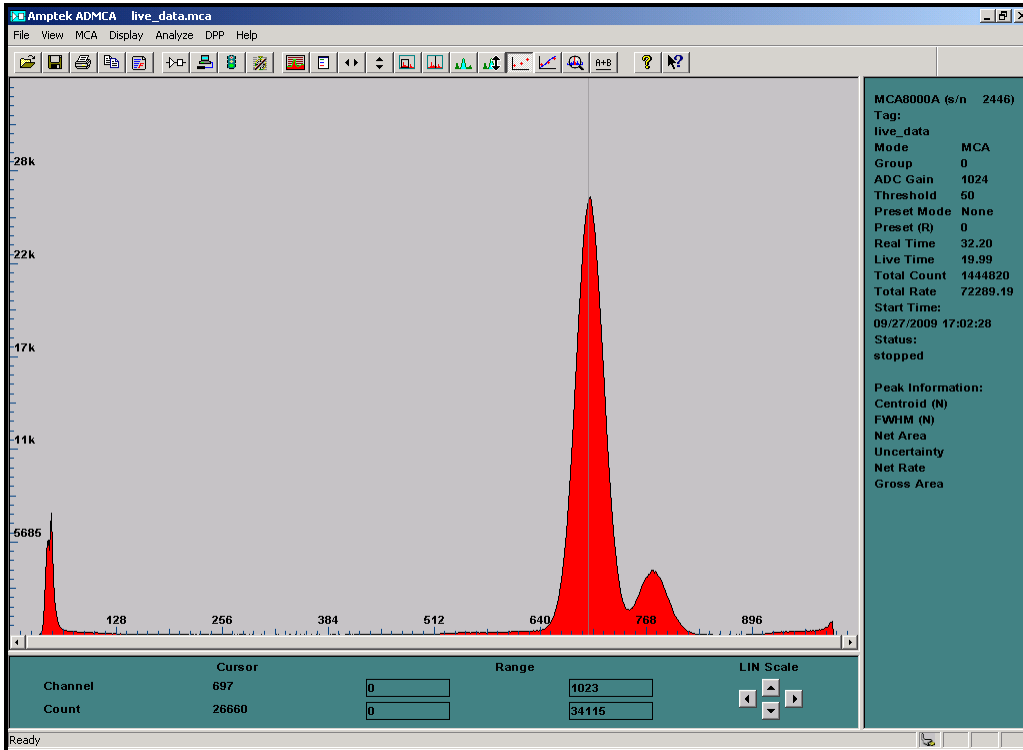 Amptek ADMCA    live_data.mca
File View MCA Display Analyze DPP Help
A+B
28k
22k
17k
11k
5685
128 256 384 512 640 768 896
MCA8000A (s/n 2446)
Tag:
live_data
Mode MCA
Group 0
ADC Gain 1024
Threshold 50
Preset Mode None
Preset (R) 0
Real Time 32.20
Live Time 19.99
Total Count 1444820
Total Rate 72289.19
Start Time:
09/27/2009 17:02:28
Status:
stopped
Peak Information:
Centroid (N)
FWHM (N)
Net Area
Uncertainty
Net Rate
Gross Area
Cursor Range LIN Scale
Channel 697 0 1023
Count 26660 0 34115
Ready